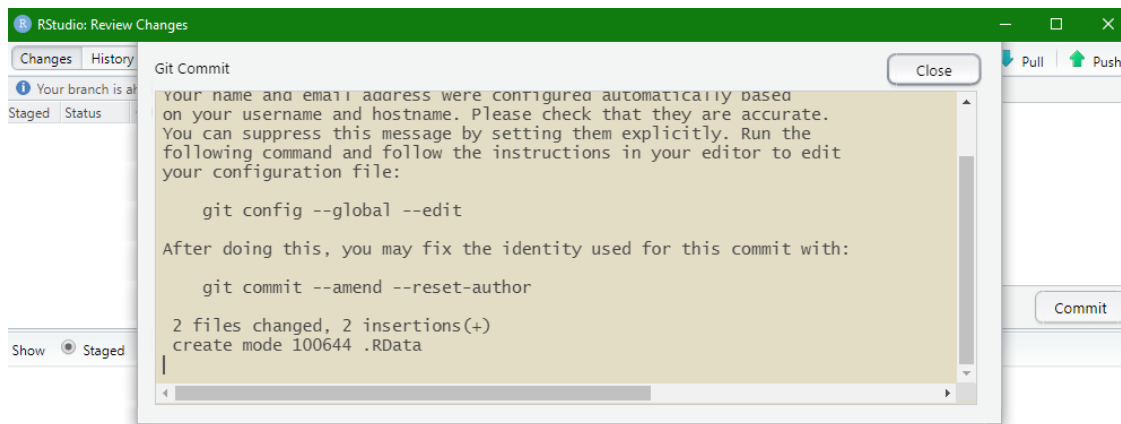 RStudio: Review Changes
Changes History
Git Commit
Close
Pull Push
Your branch is ah
Staged Status
Your name and email address were configured automatically based
on your username and hostname. Please check that they are accurate.
You can suppress this message by setting them explicitly. Run the
following command and follow the instructions in your editor to edit
your configuration file:
git config --global --edit
After doing this, you may fix the identity used for this commit with:
git commit --amend --reset-author
2 files changed, 2 insertions(+)
create mode 100644 .RData
Commit
Show Staged